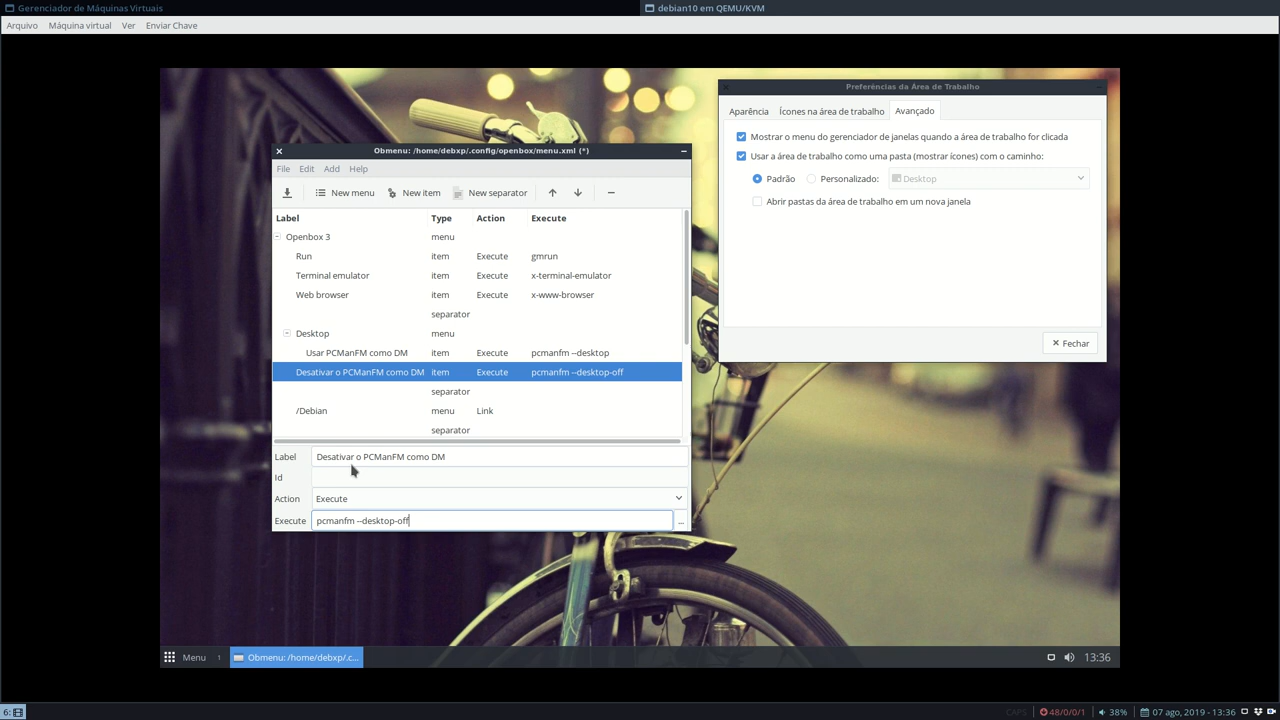 Gerenciador de Máquinas Virtuais
debian10 em QEMU/KVM
Arquivo Máquina virtual Ver Enviar Chave
Preferências da Área de Trabalho
Aparência Ícones na área de trabalho Avançado
Mostrar o menu do gerenciador de janelas quando a área de trabalho for clicada
Usar a área de trabalho como uma pasta (mostrar ícones) com o caminho:
Padrão Personalizado: Desktop
Abrir pastas da área de trabalho em um nova janela
Fechar
Obmenu: /home/debxp/.config/openbox/menu.xml (*)
File Edit Add Help
New menu New item New separator
Label Type Action Execute
Openbox 3 menu
Run item Execute gmrun
Terminal emulator item Execute x-terminal-emulator
Web browser item Execute x-www-browser
separator
Desktop menu
Usar PCManFM como DM item Execute pcmanfm --desktop
Desativar o PCManFM como DM item Execute pcmanfm --desktop-off
separator
/Debian menu Link
separator
Label Desativar o PCManFM como DM
Id
Action Execute
Execute pcmanfm --desktop-off ...
Menu 1 Obmenu: /home/debxp/.c... 13:36
6: CAPS 48/0/0/1 38% 07 ago, 2019 - 13:36